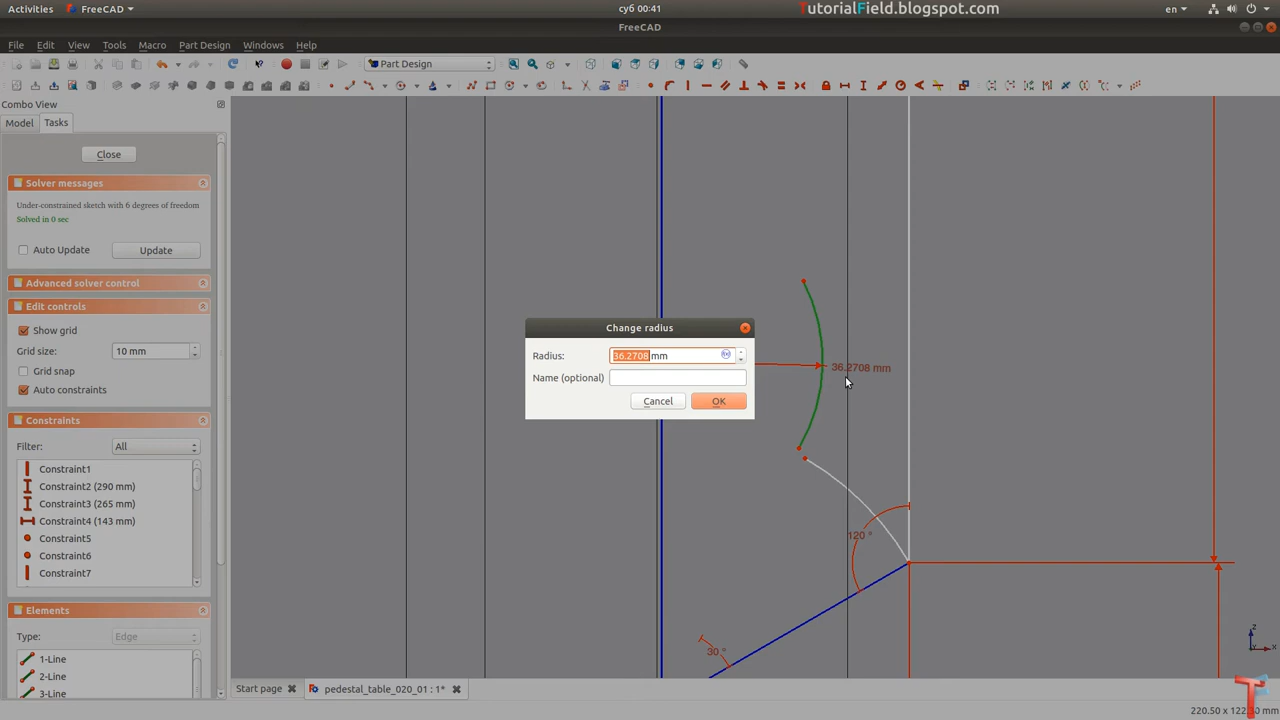 Activities FreeCAD суб 00:41 TutorialField.blogspot.com en
FreeCAD
File Edit View Tools Macro Part Design Windows Help
Part Design
Combo View
Model Tasks
Close
Solver messages
Under-constrained sketch with 6 degrees of freedom
Solved in 0 sec
Auto Update Update
Advanced solver control
Edit controls
Show grid
Grid size: 10 mm
Grid snap
Auto constraints
Constraints
Filter: All
Constraint1
Constraint2 (290 mm)
Constraint3 (265 mm)
Constraint4 (143 mm)
Constraint5
Constraint6
Constraint7
Elements
Type: Edge
1-Line
2-Line
3-Line
Change radius
Radius: 36.2708 mm
Name (optional)
Cancel OK
36.2708 mm
120 °
30 °
z
x
Start page pedestal_table_020_01 : 1*